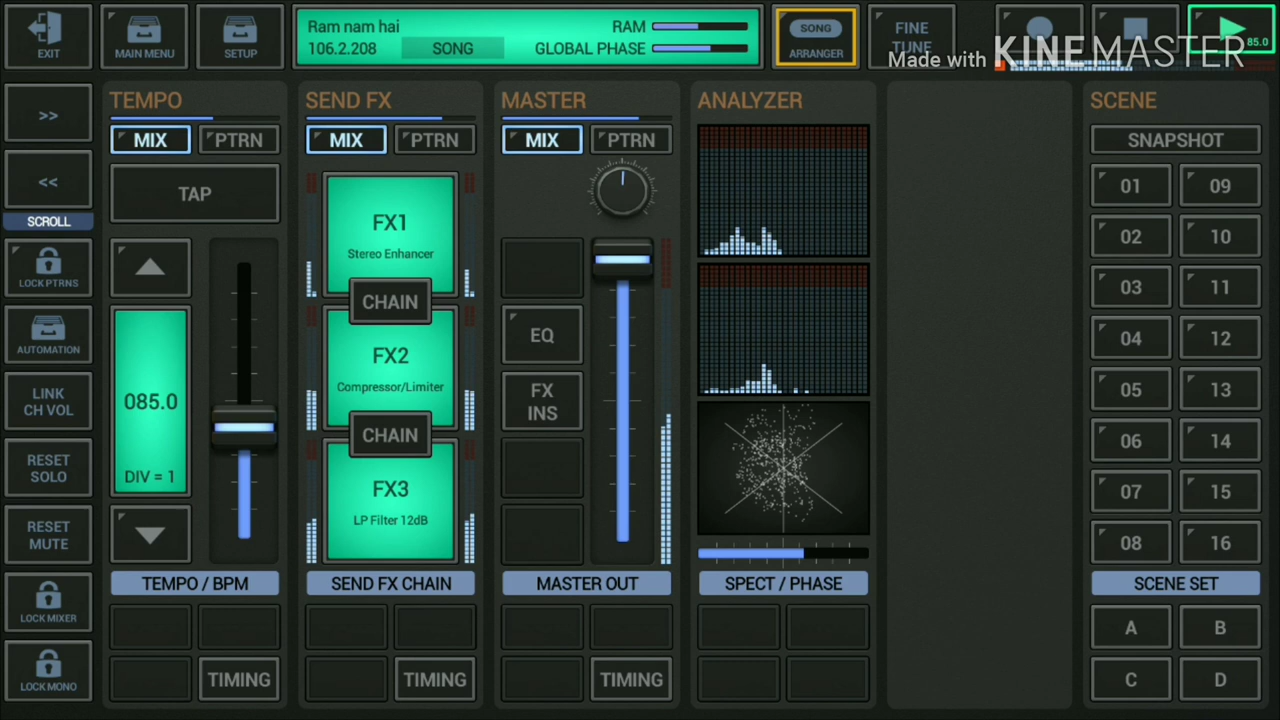 EXIT
MAIN MENU
SETUP
Ram nam hai
RAM
106.2.208
SONG
GLOBAL PHASE
SONG
ARRANGER
FINE
TUNE
85.0
Made with KINEMASTER
>>
<<
SCROLL
LOCK PTRNS
AUTOMATION
LINK
CH VOL
RESET
SOLO
RESET
MUTE
LOCK MIXER
LOCK MONO
TEMPO
MIX
PTRN
TAP
085.0
DIV = 1
TEMPO / BPM
TIMING
SEND FX
MIX
PTRN
FX1
Stereo Enhancer
CHAIN
FX2
Compressor/Limiter
CHAIN
FX3
LP Filter 12dB
SEND FX CHAIN
TIMING
MASTER
MIX
PTRN
EQ
FX
INS
MASTER OUT
TIMING
ANALYZER
SPECT / PHASE
SCENE
SNAPSHOT
01 09
02 10
03 11
04 12
05 13
06 14
07 15
08 16
SCENE SET
A B
C D